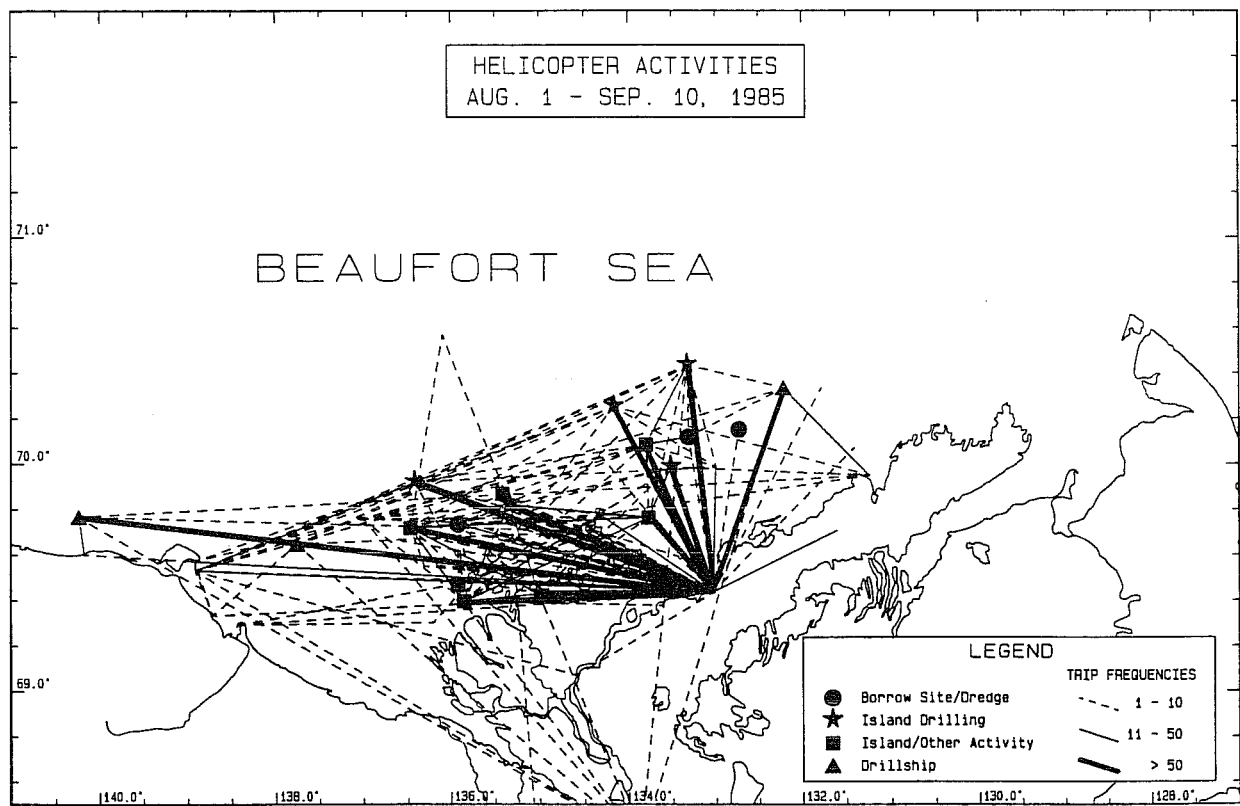 HELICOPTER ACTIVITIES
AUG. 1 - SEP. 10, 1985
71.0°
BEAUFORT SEA
70.0°
69.0°
LEGEND
TRIP FREQUENCIES
Borrow Site/Dredge
1 - 10
Island Drilling
11 - 50
Island/Other Activity
> 50
Drillship
140.0° 138.0° 136.0° 134.0° 132.0° 130.0° 128.0°